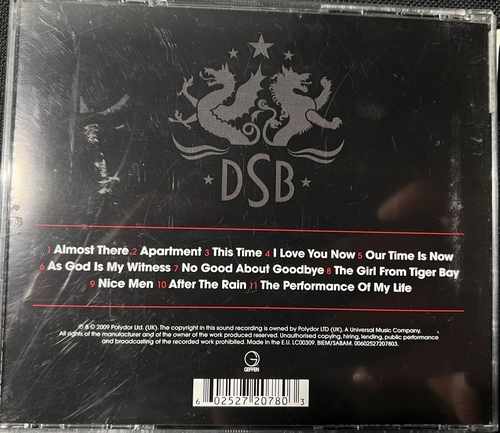 DSB
1 Almost There 2 Apartment 3 This Time 4 I Love You Now 5 Our Time Is Now
6 As God Is My Witness 7 No Good About Goodbye 8 The Girl From Tiger Bay
9 Nice Men 10 After The Rain 11 The Performance Of My Life
℗ & © 2009 Polydor Ltd. (UK). The copyright in this sound recording is owned by Polydor LTD (UK). A Universal Music Company.
All rights of the manufacturer and of the owner of the work produced reserved. Unauthorised copying, hiring, lending, public performance
and broadcasting of the recorded work prohibited. Made in the E.U. LC00309. BIEM/SABAM. 00602527207803.
G
GEFFEN
6 02527 20780 3